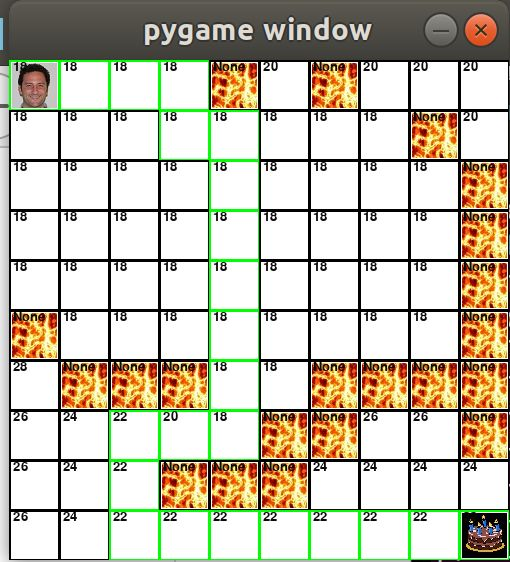 pygame window
18 18 18 18 None 20 None 20 20 20
18 18 18 18 18 18 18 18 None 20
18 18 18 18 18 18 18 18 18 None
18 18 18 18 18 18 18 18 18 None
18 18 18 18 18 18 18 18 18 None
None 18 18 18 18 18 18 18 18 None
28 None None None 18 18 None None None None
26 24 22 20 18 None None 26 26 None
26 24 22 None None None 24 24 24 24
26 24 22 22 22 22 22 22 22